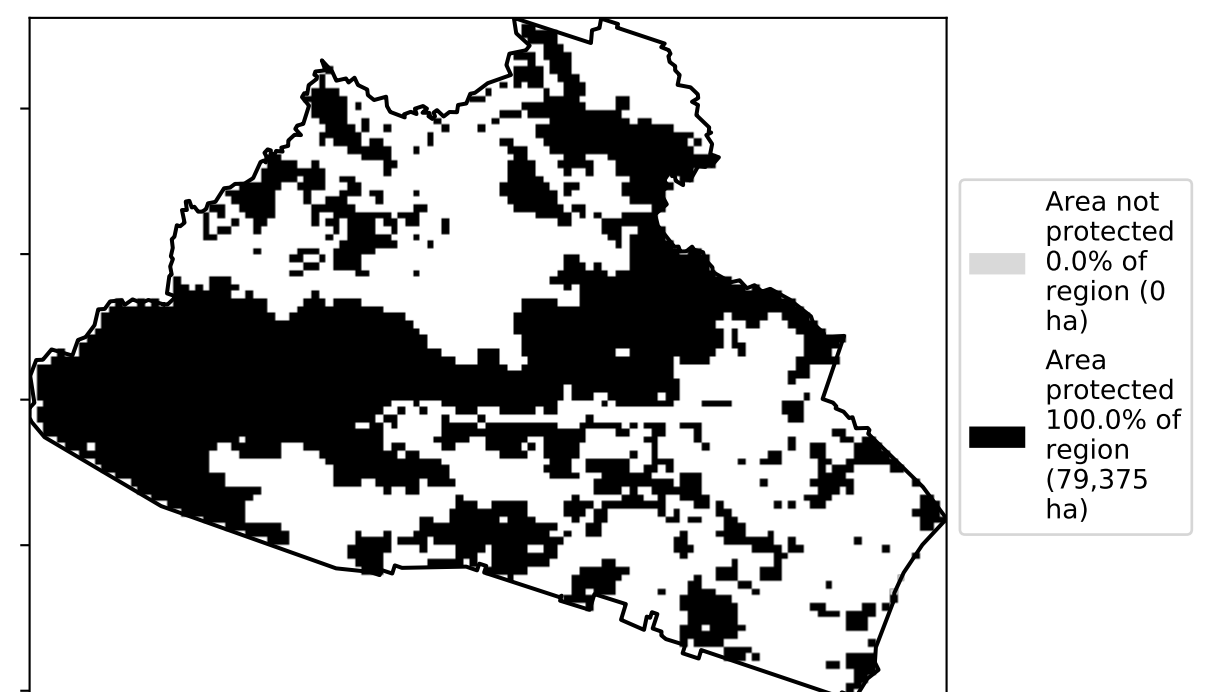 Area not
protected
0.0% of
region (0
ha)
Area
protected
100.0% of
region
(79,375
ha)